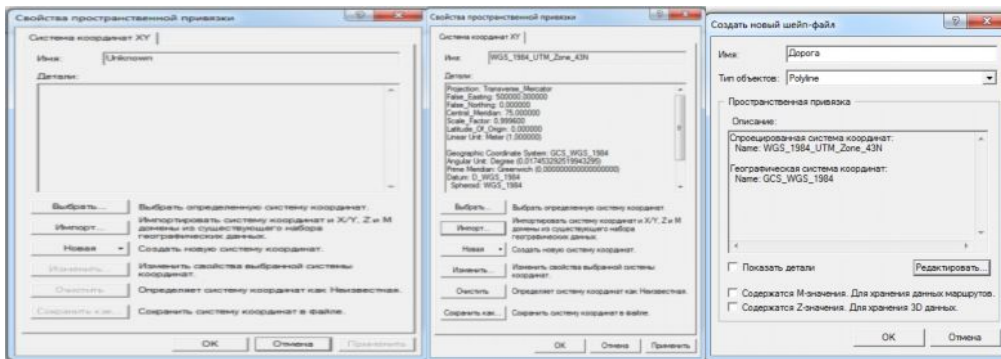 Свойства пространственной привязки
Система координат XY
Имя: Unknown
Детали:
Выбрать... Выбрать определенную систему координат.
Импорт... Импортировать систему координат и X/Y, Z и M
домены из существующего набора
географических данных.
Новая Создать новую систему координат.
Изменить... Изменить свойства выбранной системы
координат.
Очистить Определяет систему координат как Неизвестная.
Сохранить как... Сохранить систему координат в файле.
OK Отмена Применить
Свойства пространственной привязки
Система координат XY
Имя: WGS_1984_UTM_Zone_43N
Детали:
Projection: Transverse_Mercator
False_Easting: 500000,000000
False_Northing: 0,000000
Central_Meridian: 75,000000
Scale_Factor: 0,999600
Latitude_Of_Origin: 0,000000
Linear Unit: Meter (1,000000)
Geographic Coordinate System: GCS_WGS_1984
Angular Unit: Degree (0,017453292519943295)
Prime Meridian: Greenwich (0,000000000000000000)
Datum: D_WGS_1984
Spheroid: WGS_1984
Выбрать... Выбрать определенную систему координат.
Импорт... Импортировать систему координат и X/Y, Z и M
домены из существующего набора
географических данных.
Новая Создать новую систему координат.
Изменить... Изменить свойства выбранной системы
координат.
Очистить Определяет систему координат как Неизвестная.
Сохранить как... Сохранить систему координат в файле.
OK Отмена Применить
Создать новый шейп-файл
Имя: Дорога
Тип объектов: Polyline
Пространственная привязка
Описание:
Спроецированная система координат:
Name: WGS_1984_UTM_Zone_43N
Географическая система координат:
Name: GCS_WGS_1984
Показать детали Редактировать...
Содержатся M-значения. Для хранения данных маршрутов.
Содержатся Z-значения. Для хранения 3D данных.
OK Отмена